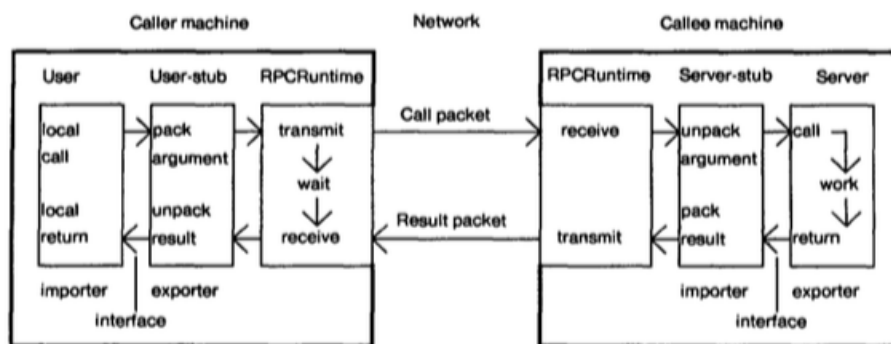 Caller machine Network Callee machine
User User-stub RPCRuntime RPCRuntime Server-stub Server
local pack transmit Call packet receive unpack call
call argument argument
wait work
local unpack pack
return result receive Result packet transmit result return
importer exporter importer exporter
interface interface